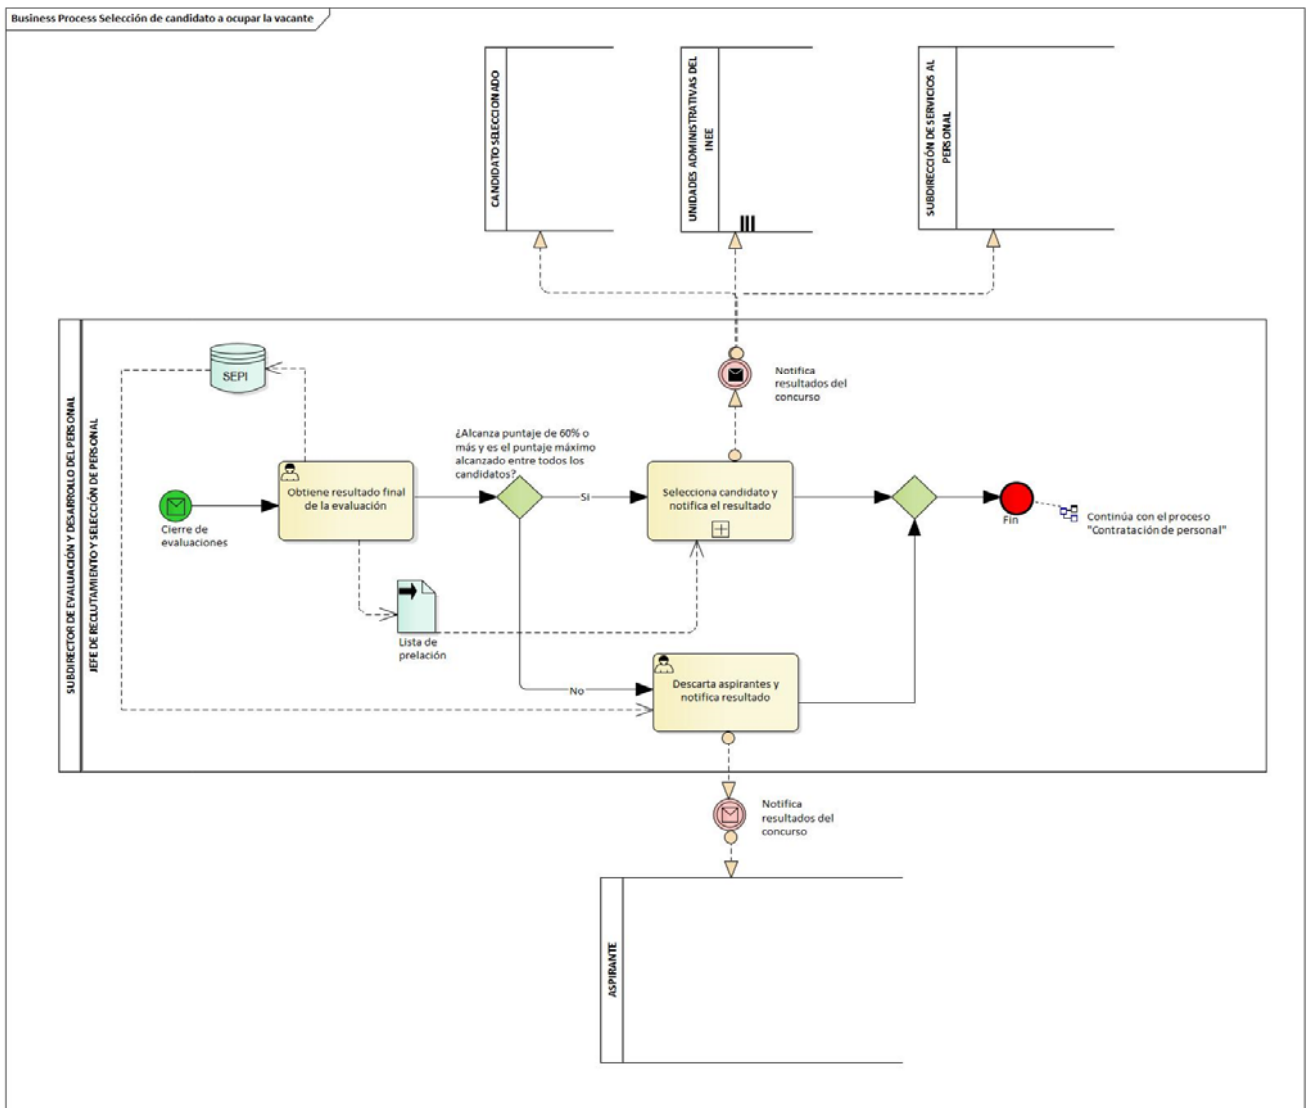 Business Process Selección de candidato a ocupar la vacante
CANDIDATO SELECCIONADO
UNIDADES ADMINISTRATIVAS DEL
INEE
SUBDIRECCIÓN DE SERVICIOS AL
PERSONAL
SUBDIRECTOR DE EVALUACIÓN Y DESARROLLO DEL PERSONAL
JEFE DE RECLUTAMIENTO Y SELECCIÓN DE PERSONAL
SEPI
Notifica
resultados del
concurso
¿Alcanza puntaje de 60% o
más y es el puntaje máximo
alcanzado entre todos los
candidatos?
Cierre de
evaluaciones
Obtiene resultado final
de la evaluación
Si
Selecciona candidato y
notifica el resultado
Fin
Continúa con el proceso
"Contratación de personal"
Lista de
prelación
No
Descarta aspirantes y
notifica resultado
Notifica
resultados del
concurso
ASPIRANTE